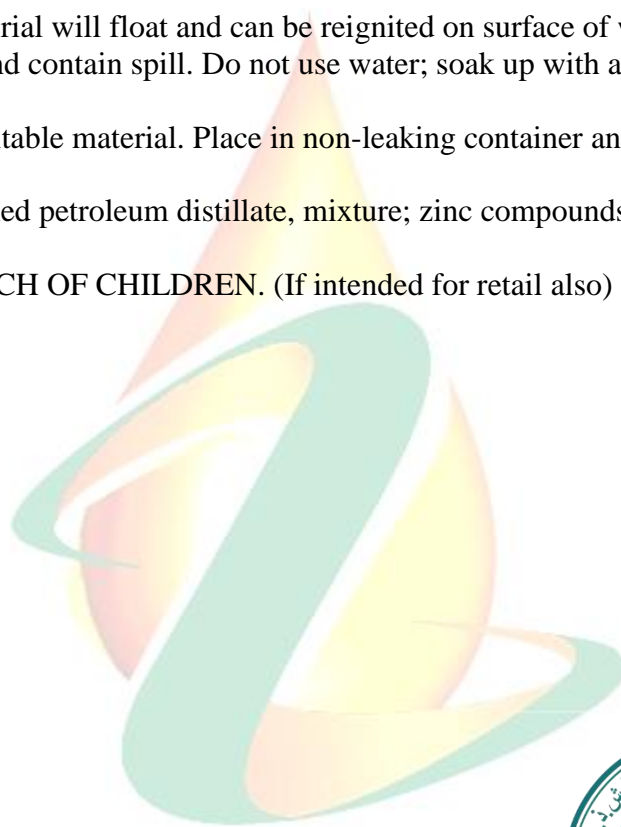 rial will float and can be reignited on surface of
nd contain spill. Do not use water; soak up with a
table material. Place in non-leaking container an
ed petroleum distillate, mixture; zinc compounds
CH OF CHILDREN. (If intended for retail also)